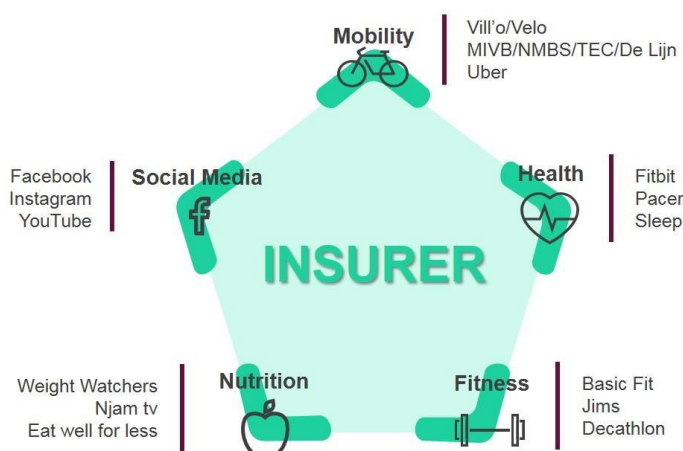 Mobility
Vill'o/Velo
MIVB/NMBS/TEC/De Lijn
Uber
Social Media
Facebook
Instagram
YouTube
Health
Fitbit
Pacer
Sleep
INSURER
Nutrition
Weight Watchers
Njam tv
Eat well for less
Fitness
Basic Fit
Jims
Decathlon